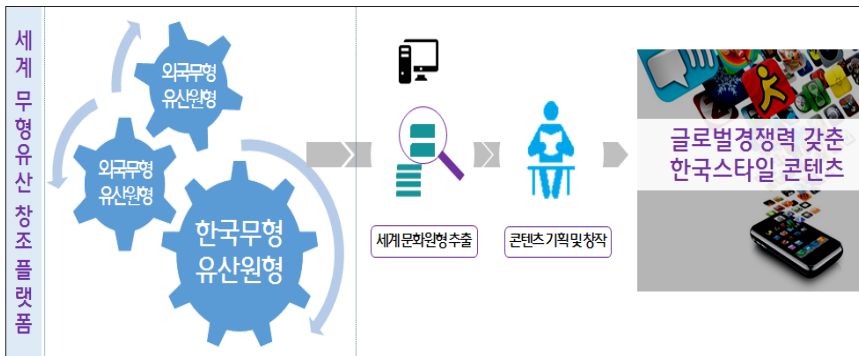 세계 무형유산 창조 플랫폼
외국무형
유산원형
외국무형
유산원형
한국무형
유산원형
세계문화원형 추출
콘텐츠 기획 및 창작
글로벌경쟁력 갖춘
한국스타일 콘텐츠